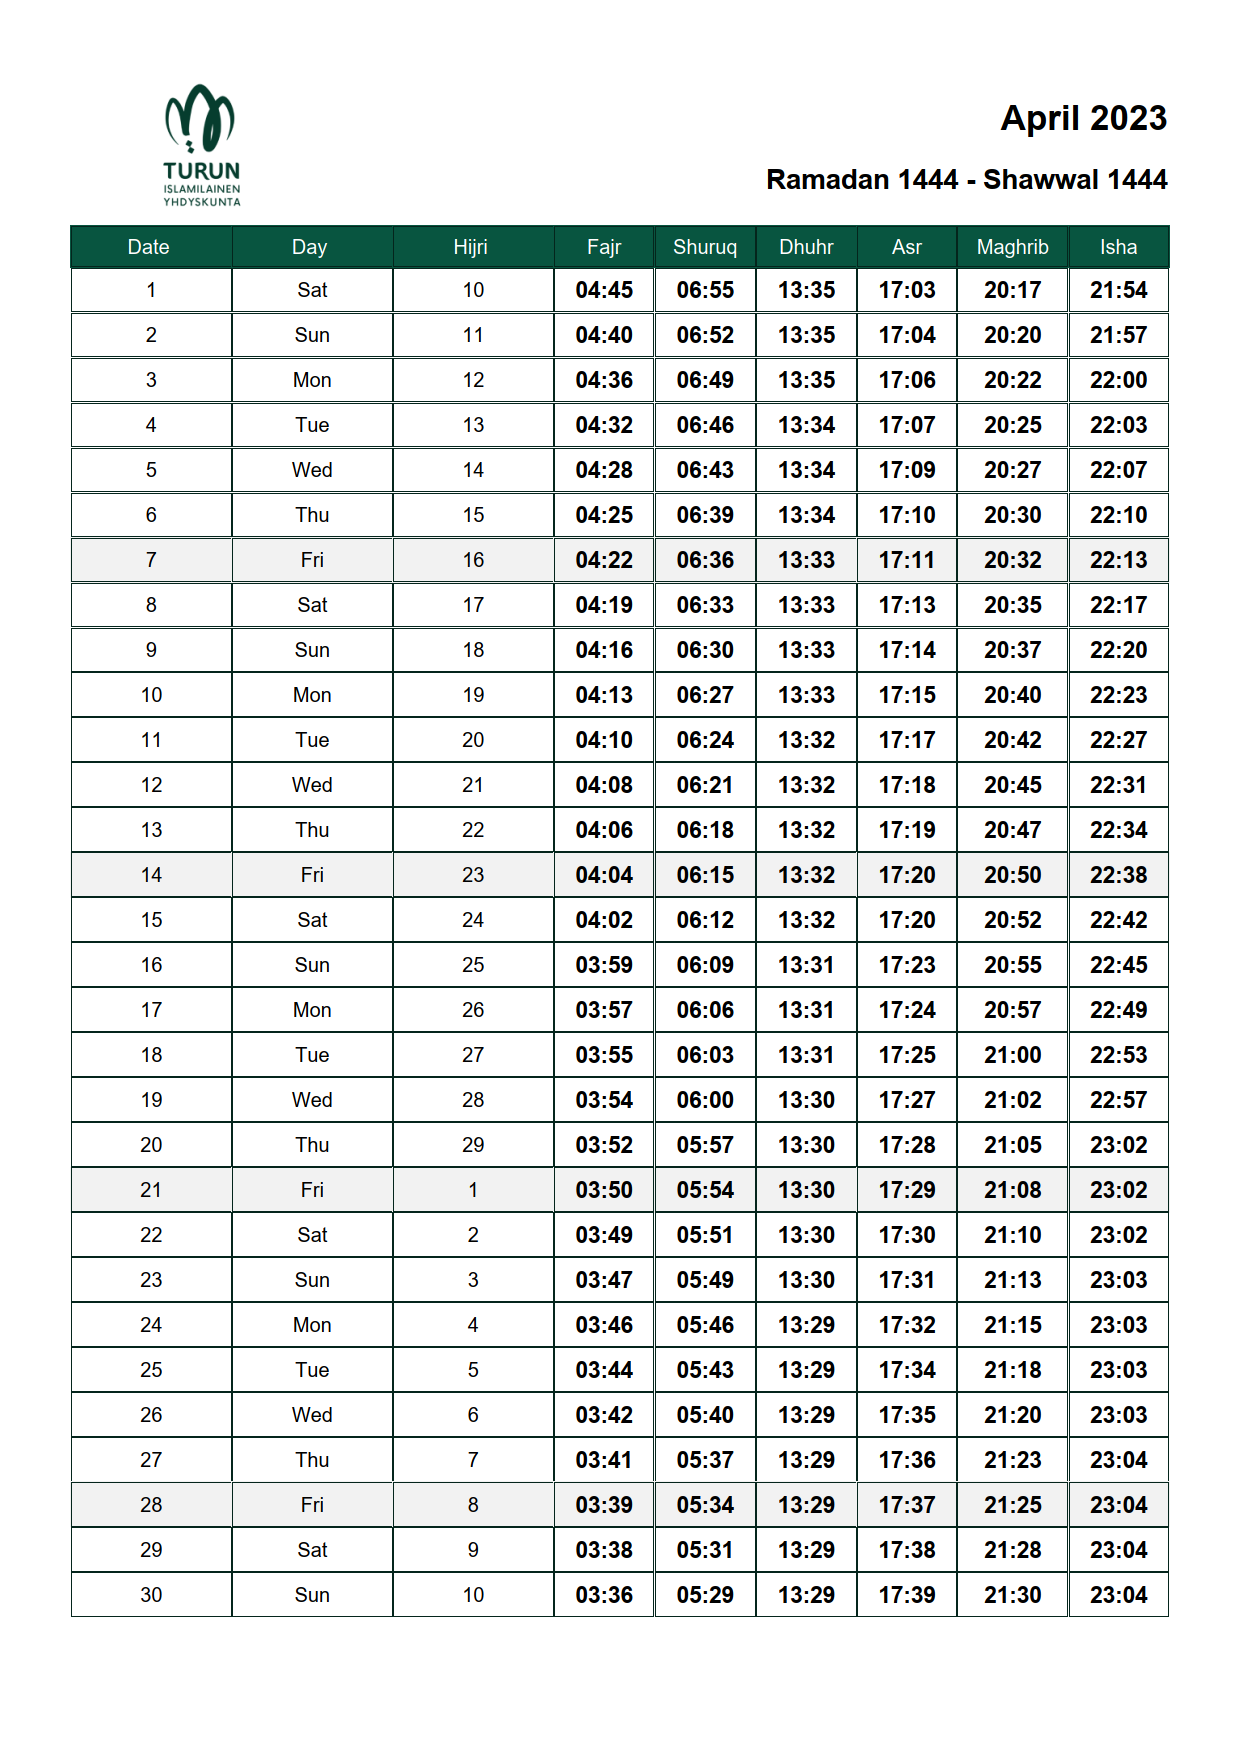 TURUN
ISLAMILAINEN
YHDYSKUNTA
April 2023
Ramadan 1444 - Shawwal 1444
Date Day Hijri Fajr Shuruq Dhuhr Asr Maghrib Isha
1 Sat 10 04:45 06:55 13:35 17:03 20:17 21:54
2 Sun 11 04:40 06:52 13:35 17:04 20:20 21:57
3 Mon 12 04:36 06:49 13:35 17:06 20:22 22:00
4 Tue 13 04:32 06:46 13:34 17:07 20:25 22:03
5 Wed 14 04:28 06:43 13:34 17:09 20:27 22:07
6 Thu 15 04:25 06:39 13:34 17:10 20:30 22:10
7 Fri 16 04:22 06:36 13:33 17:11 20:32 22:13
8 Sat 17 04:19 06:33 13:33 17:13 20:35 22:17
9 Sun 18 04:16 06:30 13:33 17:14 20:37 22:20
10 Mon 19 04:13 06:27 13:33 17:15 20:40 22:23
11 Tue 20 04:10 06:24 13:32 17:17 20:42 22:27
12 Wed 21 04:08 06:21 13:32 17:18 20:45 22:31
13 Thu 22 04:06 06:18 13:32 17:19 20:47 22:34
14 Fri 23 04:04 06:15 13:32 17:20 20:50 22:38
15 Sat 24 04:02 06:12 13:32 17:20 20:52 22:42
16 Sun 25 03:59 06:09 13:31 17:23 20:55 22:45
17 Mon 26 03:57 06:06 13:31 17:24 20:57 22:49
18 Tue 27 03:55 06:03 13:31 17:25 21:00 22:53
19 Wed 28 03:54 06:00 13:30 17:27 21:02 22:57
20 Thu 29 03:52 05:57 13:30 17:28 21:05 23:02
21 Fri 1 03:50 05:54 13:30 17:29 21:08 23:02
22 Sat 2 03:49 05:51 13:30 17:30 21:10 23:02
23 Sun 3 03:47 05:49 13:30 17:31 21:13 23:03
24 Mon 4 03:46 05:46 13:29 17:32 21:15 23:03
25 Tue 5 03:44 05:43 13:29 17:34 21:18 23:03
26 Wed 6 03:42 05:40 13:29 17:35 21:20 23:03
27 Thu 7 03:41 05:37 13:29 17:36 21:23 23:04
28 Fri 8 03:39 05:34 13:29 17:37 21:25 23:04
29 Sat 9 03:38 05:31 13:29 17:38 21:28 23:04
30 Sun 10 03:36 05:29 13:29 17:39 21:30 23:04